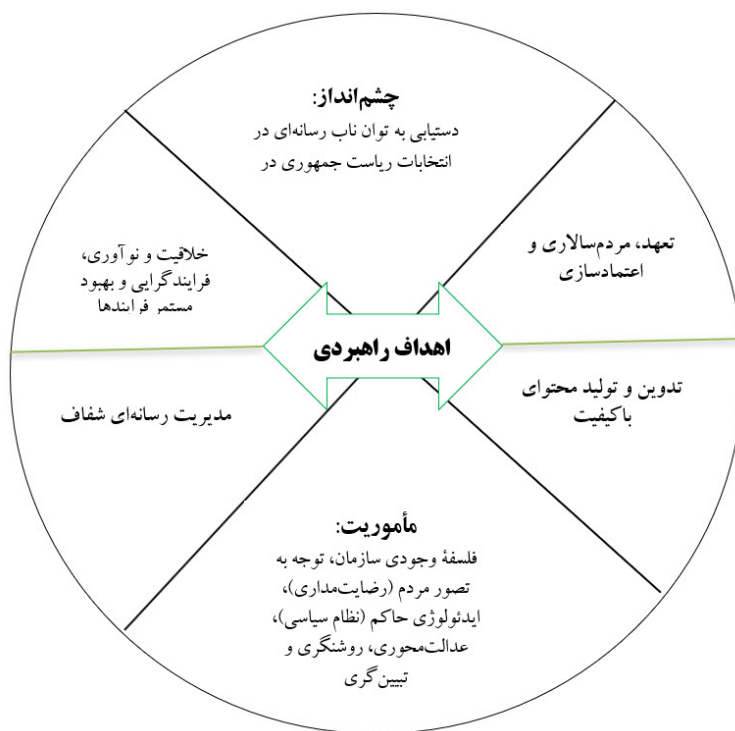 چشم‌انداز:
دستیابی به توان ناب رسانه‌ای در
انتخابات ریاست جمهوری در
تعهد، مردم‌سالاری و
اعتمادسازی
خلاقیت و نوآوری،
فرایندگرایی و بهبود
مستمر فرایندها
اهداف راهبردی
تدوین و تولید محتوای
باکیفیت
مدیریت رسانه‌ای شفاف
مأموریت:
فلسفهٔ وجودی سازمان، توجه به
تصور مردم (رضایت‌مداری)،
ایدئولوژی حاکم (نظام سیاسی)،
عدالت‌محوری، روشنگری و
تبیین‌گری